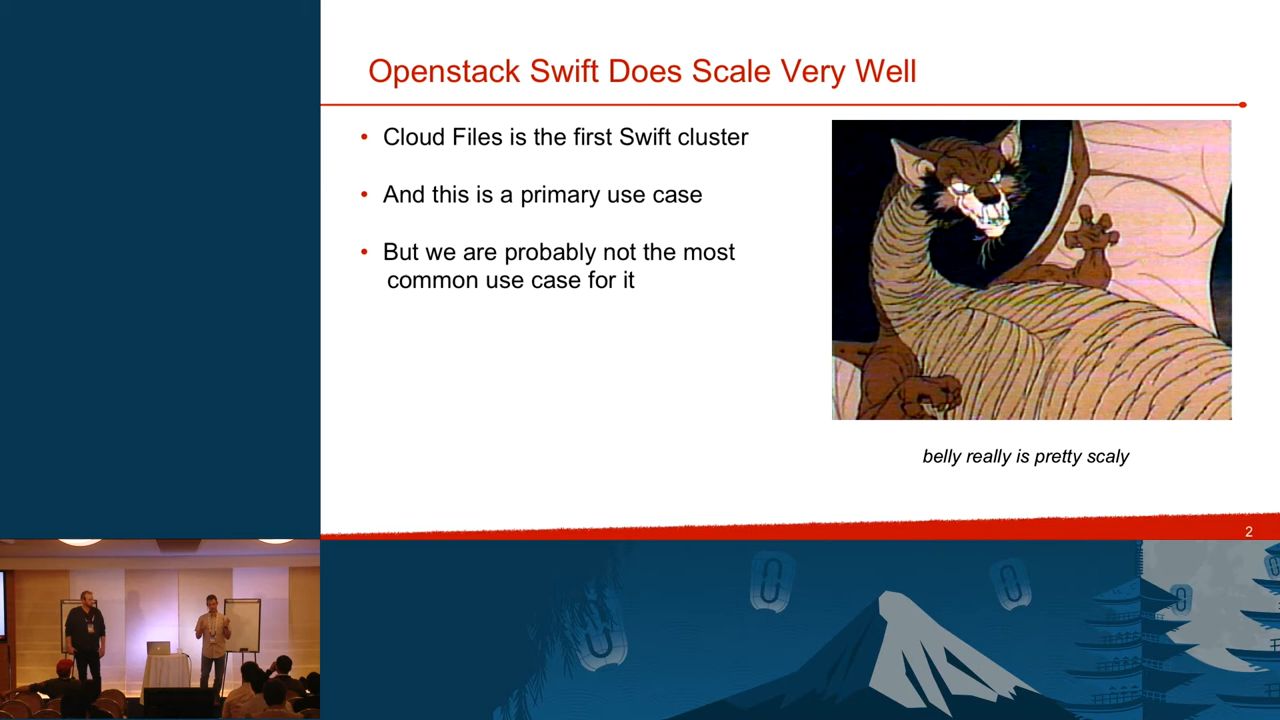 Openstack Swift Does Scale Very Well
• Cloud Files is the first Swift cluster
• And this is a primary use case
• But we are probably not the most
common use case for it
belly really is pretty scaly
2